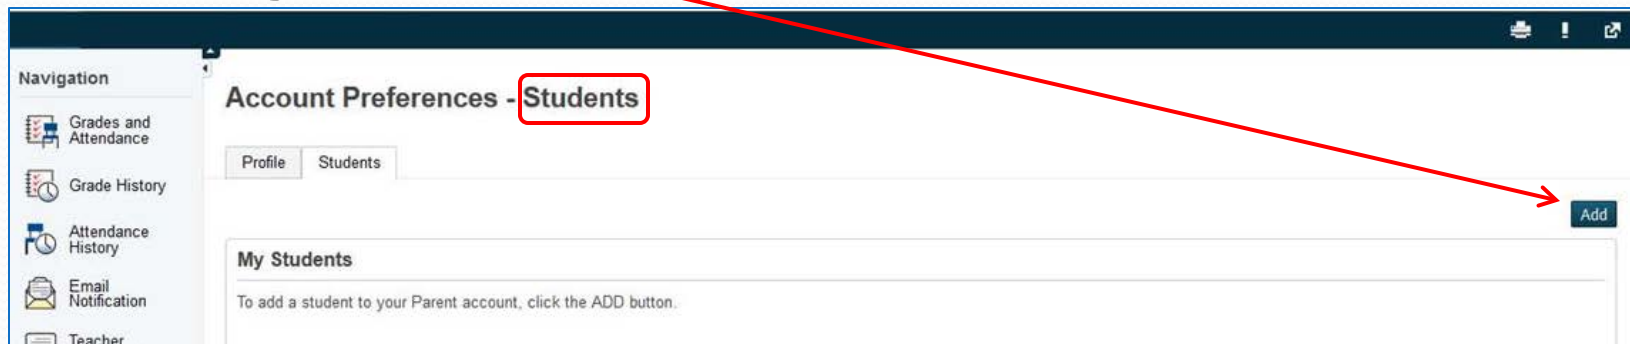 Navigation
Grades and
Attendance
Grade History
Attendance
History
Email
Notification
Teacher
Account Preferences - Students
Profile
Students
Add
My Students
To add a student to your Parent account, click the ADD button.